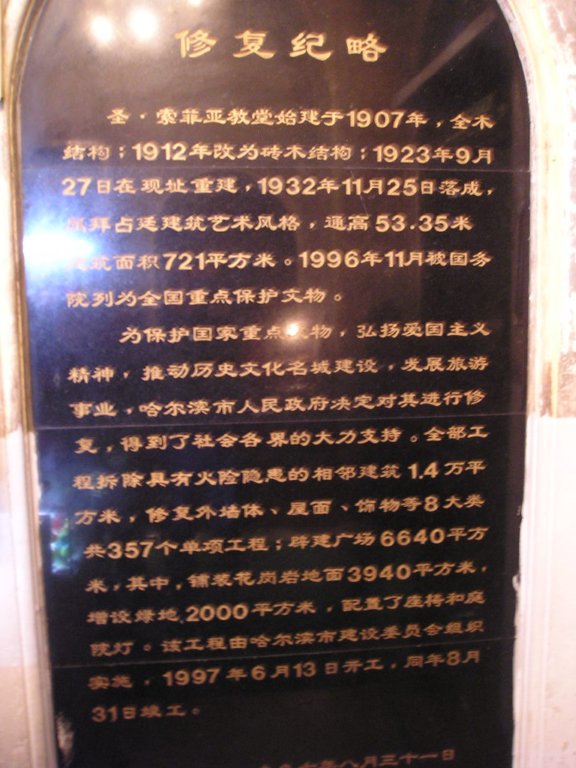 修复纪略
圣·索菲亚教堂始建于1907年，全木
结构；1912年改为砖木结构；1923年9月
27日在现址重建，1932年11月25日落成，
拜占廷建筑艺术风格，通高53.35米
筑面积721平方米。1996年11月被国务
院列为全国重点保护文物。
为保护国家重点文物，弘扬爱国主义
精神，推动历史文化名城建设，发展旅游
事业，哈尔滨市人民政府决定对其进行修
复，得到了社会各界的大力支持。全部工
程拆除具有火险隐患的相邻建筑1.4万平
方米，修复外墙体、屋面、饰物等8大类
共357个单项工程；辟建广场6640平方
米，其中，铺装花岗岩地面3940平方米，
增设绿地2000平方米，配置了座椅和庭
院灯。该工程由哈尔滨市建设委员会组织
实施，1997年6月13日开工，同年8月
31日竣工。
年八月三十一日